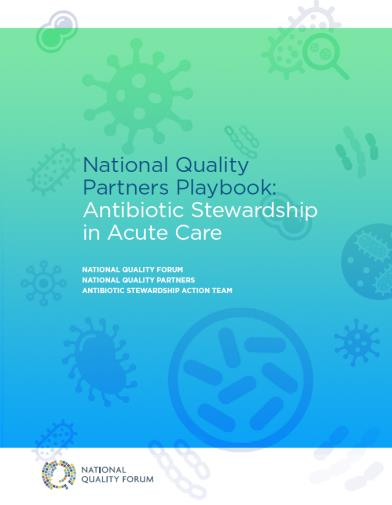 National Quality
Partners Playbook:
Antibiotic Stewardship
in Acute Care
NATIONAL QUALITY FORUM
NATIONAL QUALITY PARTNERS
ANTIBIOTIC STEWARDSHIP ACTION TEAM
NATIONAL
QUALITY FORUM